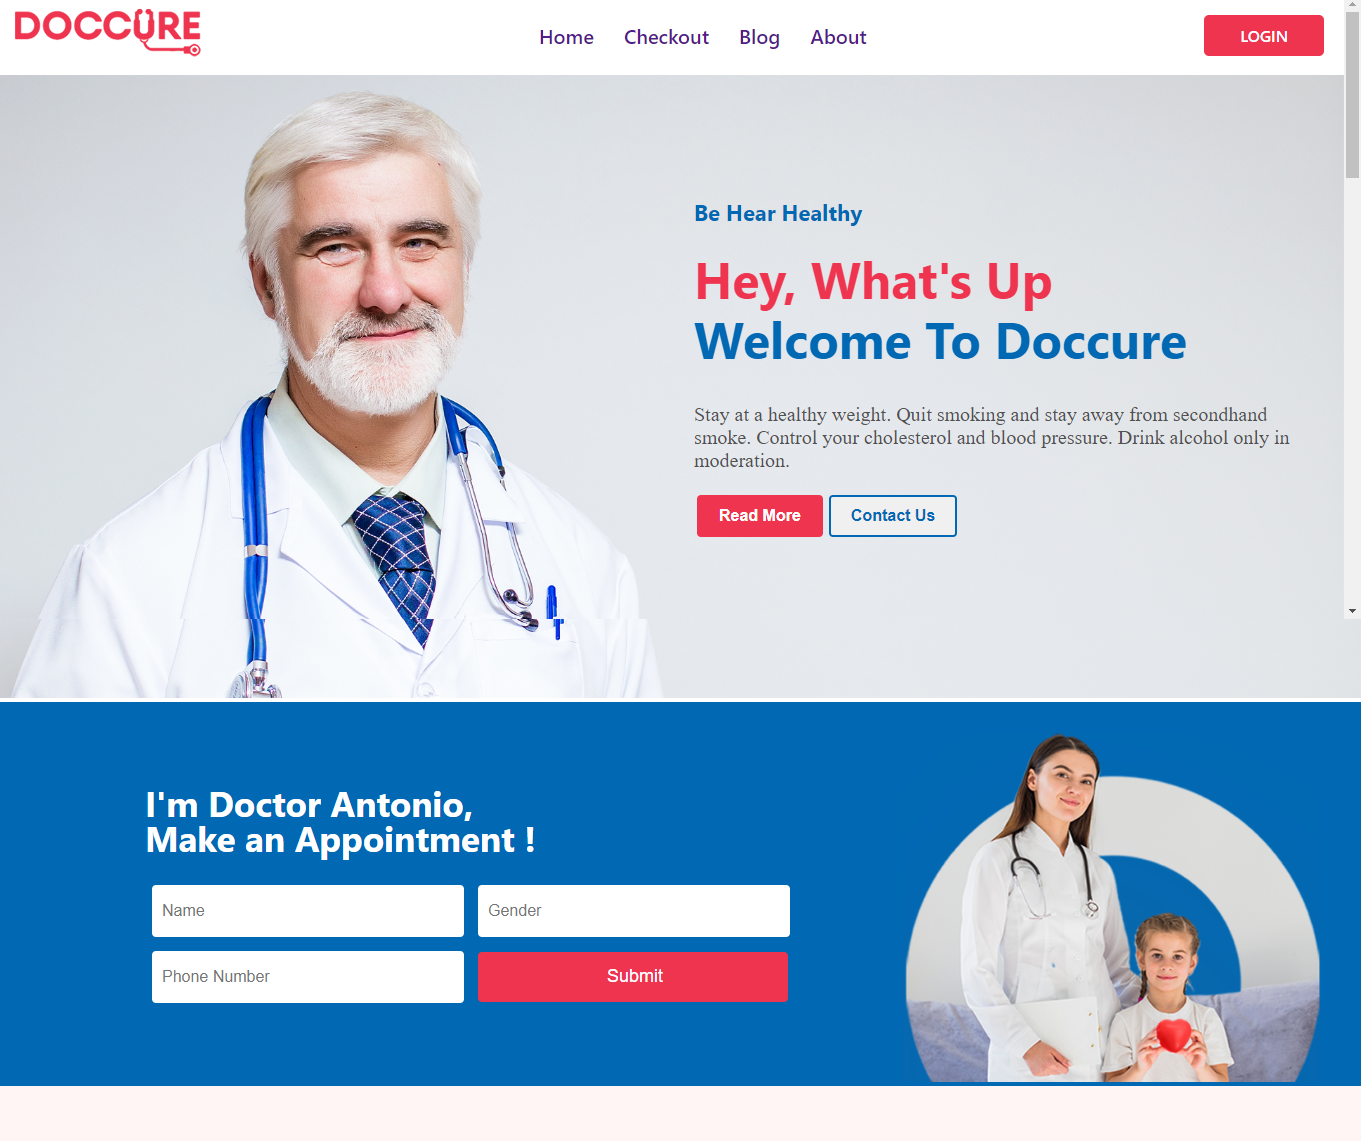 DOCCURE
Home Checkout Blog About
LOGIN
Be Hear Healthy
Hey, What's Up
Welcome To Doccure
Stay at a healthy weight. Quit smoking and stay away from secondhand
smoke. Control your cholesterol and blood pressure. Drink alcohol only in
moderation.
Read More Contact Us
I'm Doctor Antonio,
Make an Appointment !
Name Gender
Phone Number Submit